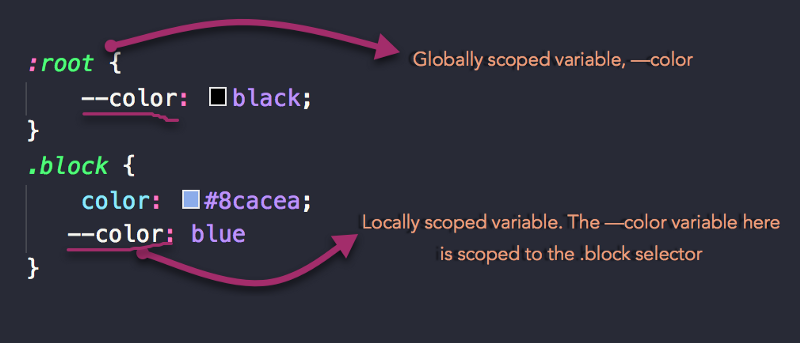 :root {
Globally scoped variable, —color
--color: black;
}
.block {
color: #8cacea;
--color: blue
Locally scoped variable. The —color variable here
is scoped to the .block selector
}